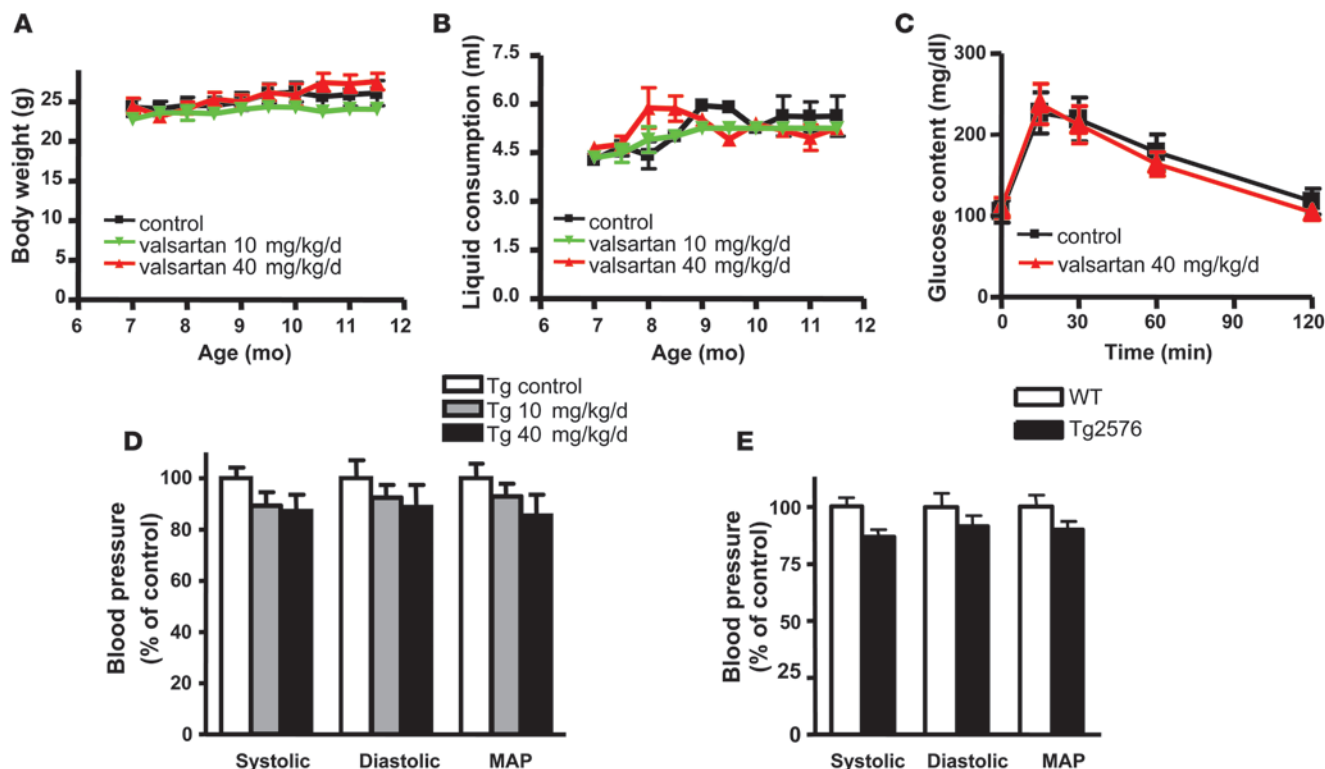 A
Body weight (g)
25
20
15
10
5
0
control
valsartan 10 mg/kg/d
valsartan 40 mg/kg/d
6 7 8 9 10 11 12
Age (mo)
B
Liquid consumption (ml)
7.5
6.0
4.5
3.0
1.5
0.0
control
valsartan 10 mg/kg/d
valsartan 40 mg/kg/d
6 7 8 9 10 11 12
Age (mo)
C
Glucose content (mg/dl)
300
200
100
0
control
valsartan 40 mg/kg/d
0 30 60 90 120
Time (min)
D
Tg control
Tg 10 mg/kg/d
Tg 40 mg/kg/d
Blood pressure
(% of control)
100
80
60
40
20
0
Systolic Diastolic MAP
E
WT
Tg2576
Blood pressure
(% of control)
100
75
50
25
0
Systolic Diastolic MAP